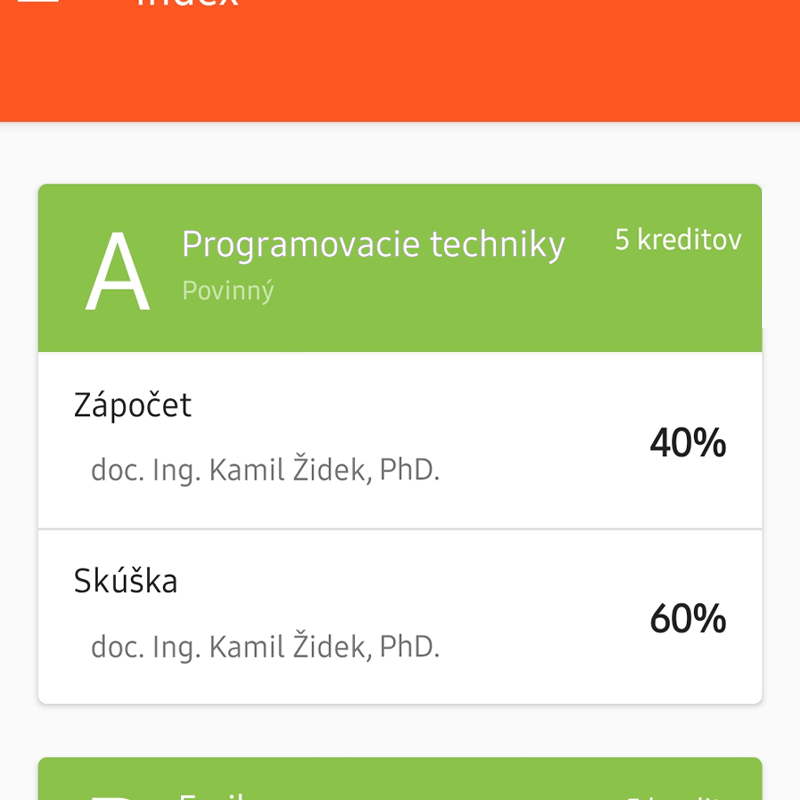 Index
A
Programovacie techniky
5 kreditov
Povinný
Zápočet
40%
doc. Ing. Kamil Židek, PhD.
Skúška
60%
doc. Ing. Kamil Židek, PhD.